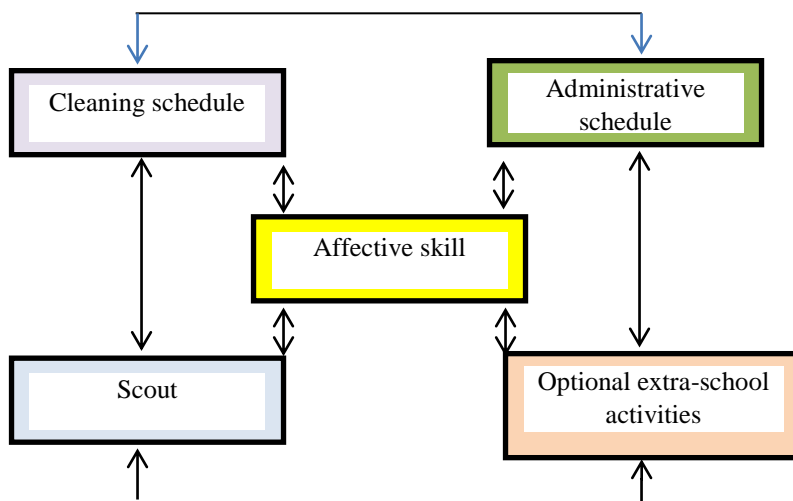 Cleaning schedule
Administrative
schedule
Affective skill
Scout
Optional extra-school
activities